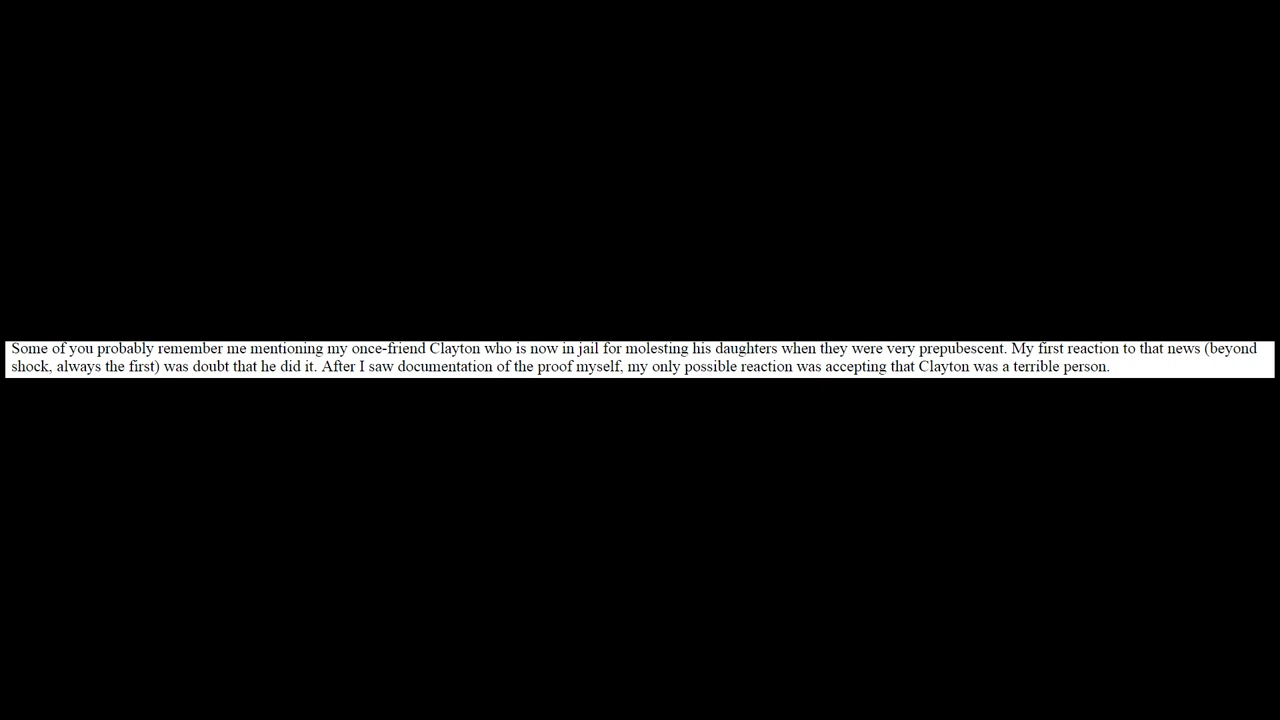 Some of you probably remember me mentioning my once-friend Clayton who is now in jail for molesting his daughters when they were very prepubescent. My first reaction to that news (beyond
shock, always the first) was doubt that he did it. After I saw documentation of the proof myself, my only possible reaction was accepting that Clayton was a terrible person.